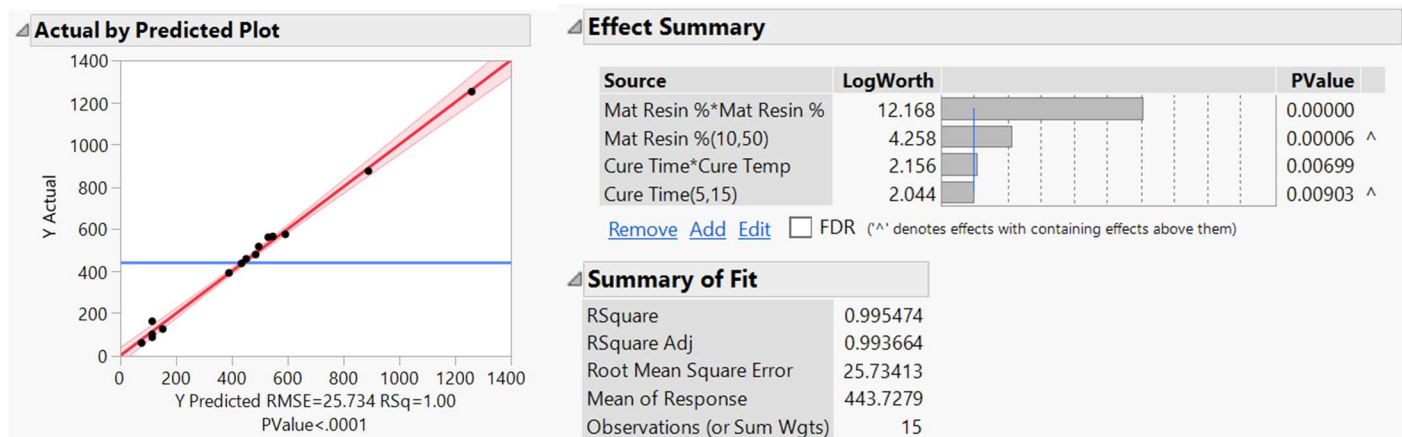 Actual by Predicted Plot
1400
1200
1000
800
600
400
200
0
Y Actual
0 200 400 600 800 1000 1200 1400
Y Predicted RMSE=25.734 RSq=1.00
PValue<.0001
Effect Summary
Source LogWorth PValue
Mat Resin %*Mat Resin % 12.168 0.00000
Mat Resin %(10,50) 4.258 0.00006 ^
Cure Time*Cure Temp 2.156 0.00699
Cure Time(5,15) 2.044 0.00903 ^
Remove Add Edit FDR ('^' denotes effects with containing effects above them)
Summary of Fit
RSquare 0.995474
RSquare Adj 0.993664
Root Mean Square Error 25.73413
Mean of Response 443.7279
Observations (or Sum Wgts) 15